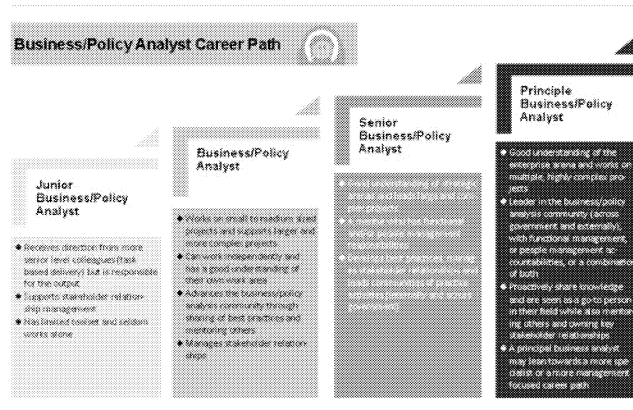 Business/Policy Analyst Career Path
Junior
Business/Policy
Analyst
◆ Receives direction from more
senior level colleagues (task
based delivery) but is responsible
for the output
◆ Supports stakeholder relation-
ship management
◆ Has limited toolset and seldom
works alone
Business/Policy
Analyst
◆ Works on small to medium sized
projects and supports larger and
more complex projects
◆ Can work independently and
has a good understanding of
their own work area
◆ Advances the business/policy
analysis community through
sharing of best practices and
mentoring others
◆ Manages stakeholder relation-
ships
Senior
Business/Policy
Analyst
Principle
Business/Policy
Analyst
◆ Good understanding of the
enterprise arena and works on
multiple, highly complex pro-
jects
◆ Leader in the business/policy
analysis community (across
government and externally),
with functional management,
or people management ac-
countabilities, or a combination
of both
◆ Proactively share knowledge
and are seen as a go to person
in their field while also mentor-
ing others and owning key
stakeholder relationships
◆ A principal business analyst
may lean towards a more spe-
cialist or a more management
focused career path